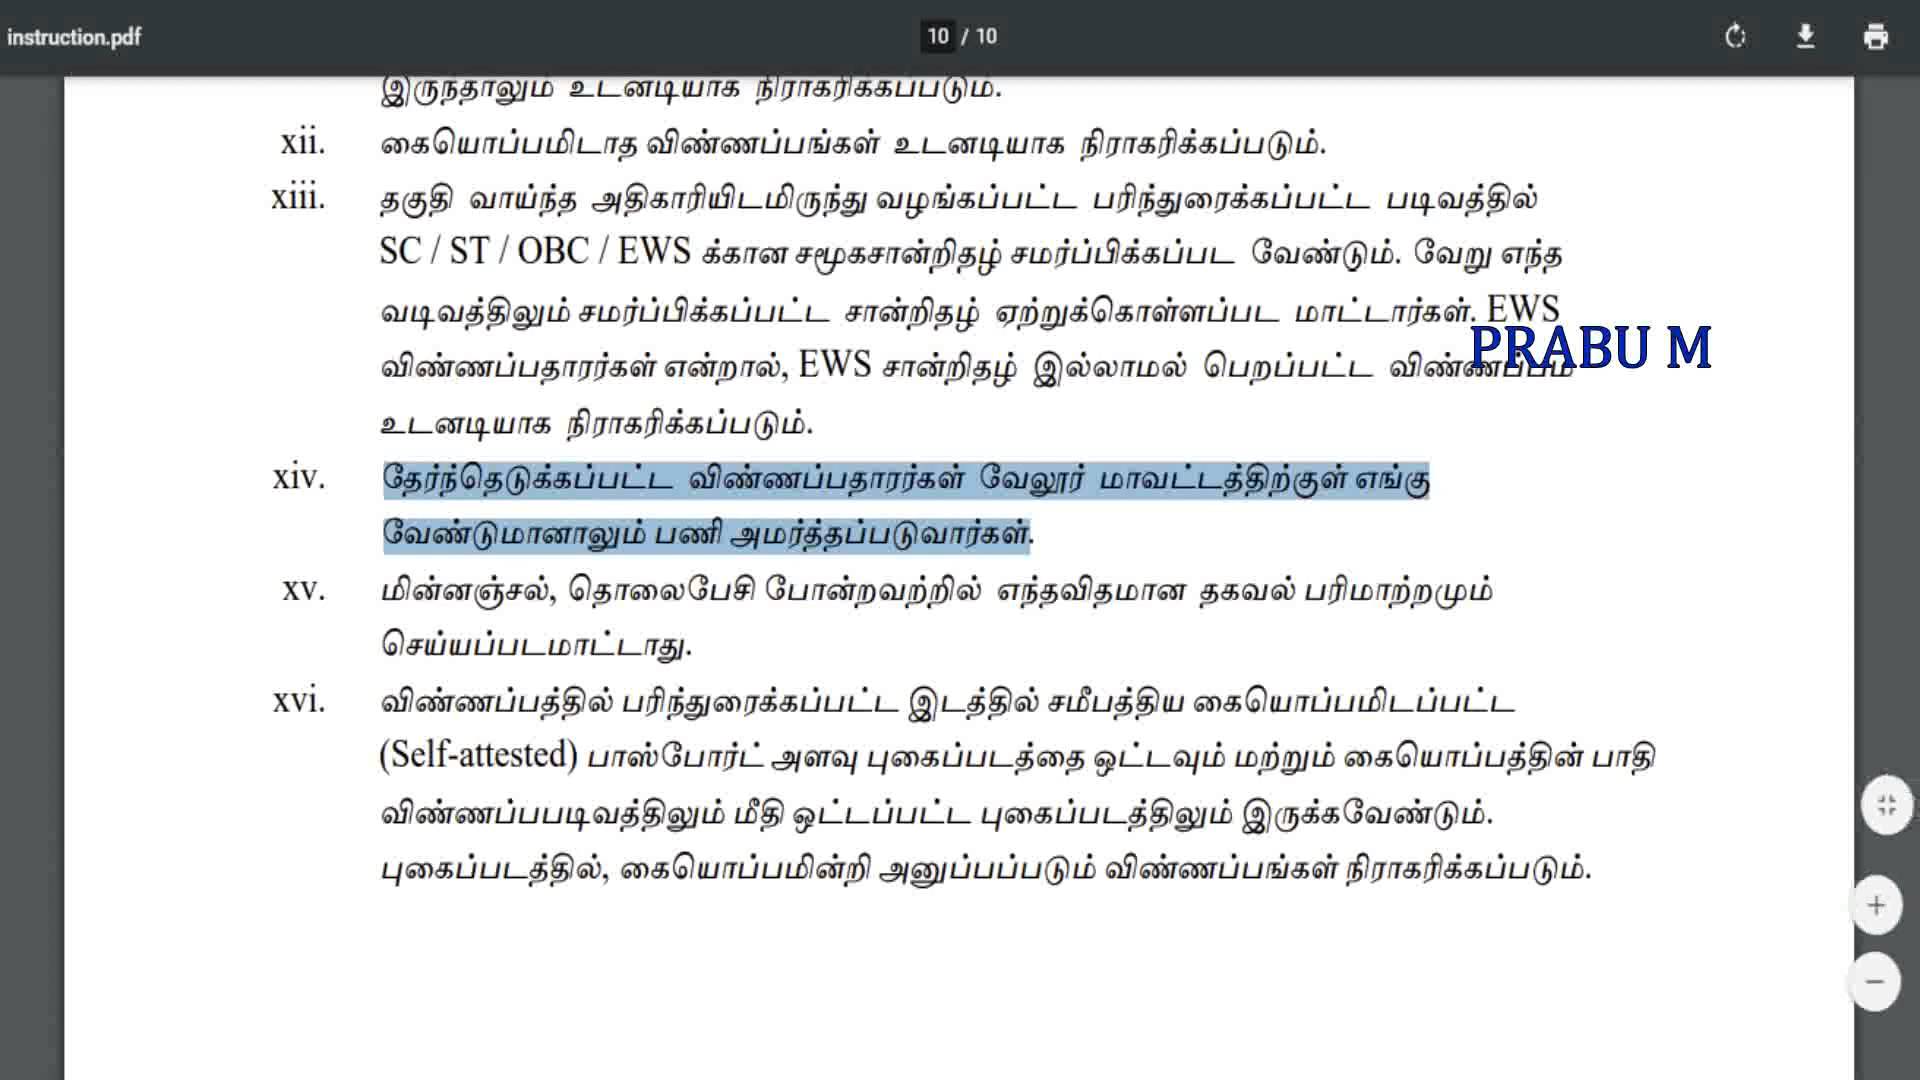 instruction.pdf
10 / 10
இருந்தாலும் உடனடியாக நிராகரிக்கப்படும்.
xii. கையொப்பமிடாத விண்ணப்பங்கள் உடனடியாக நிராகரிக்கப்படும்.
xiii. தகுதி வாய்ந்த அதிகாரியிடமிருந்து வழங்கப்பட்ட பரிந்துரைக்கப்பட்ட படிவத்தில்
SC / ST / OBC / EWS க்கான சமூகசான்றிதழ் சமர்ப்பிக்கப்பட வேண்டும். வேறு எந்த
வடிவத்திலும் சமர்ப்பிக்கப்பட்ட சான்றிதழ் ஏற்றுக்கொள்ளப்பட மாட்டார்கள். EWS
PRABU M
விண்ணப்பதாரர்கள் என்றால், EWS சான்றிதழ் இல்லாமல் பெறப்பட்ட விண்ணப்பம்
உடனடியாக நிராகரிக்கப்படும்.
xiv. தேர்ந்தெடுக்கப்பட்ட விண்ணப்பதாரர்கள் வேலூர் மாவட்டத்திற்குள் எங்கு
வேண்டுமானாலும் பணி அமர்த்தப்படுவார்கள்.
xv. மின்னஞ்சல், தொலைபேசி போன்றவற்றில் எந்தவிதமான தகவல் பரிமாற்றமும்
செய்யப்படமாட்டாது.
xvi. விண்ணப்பத்தில் பரிந்துரைக்கப்பட்ட இடத்தில் சமீபத்திய கையொப்பமிடப்பட்ட
(Self-attested) பாஸ்போர்ட் அளவு புகைப்படத்தை ஒட்டவும் மற்றும் கையொப்பத்தின் பாதி
விண்ணப்பபடிவத்திலும் மீதி ஒட்டப்பட்ட புகைப்படத்திலும் இருக்கவேண்டும்.
புகைப்படத்தில், கையொப்பமின்றி அனுப்பப்படும் விண்ணப்பங்கள் நிராகரிக்கப்படும்.